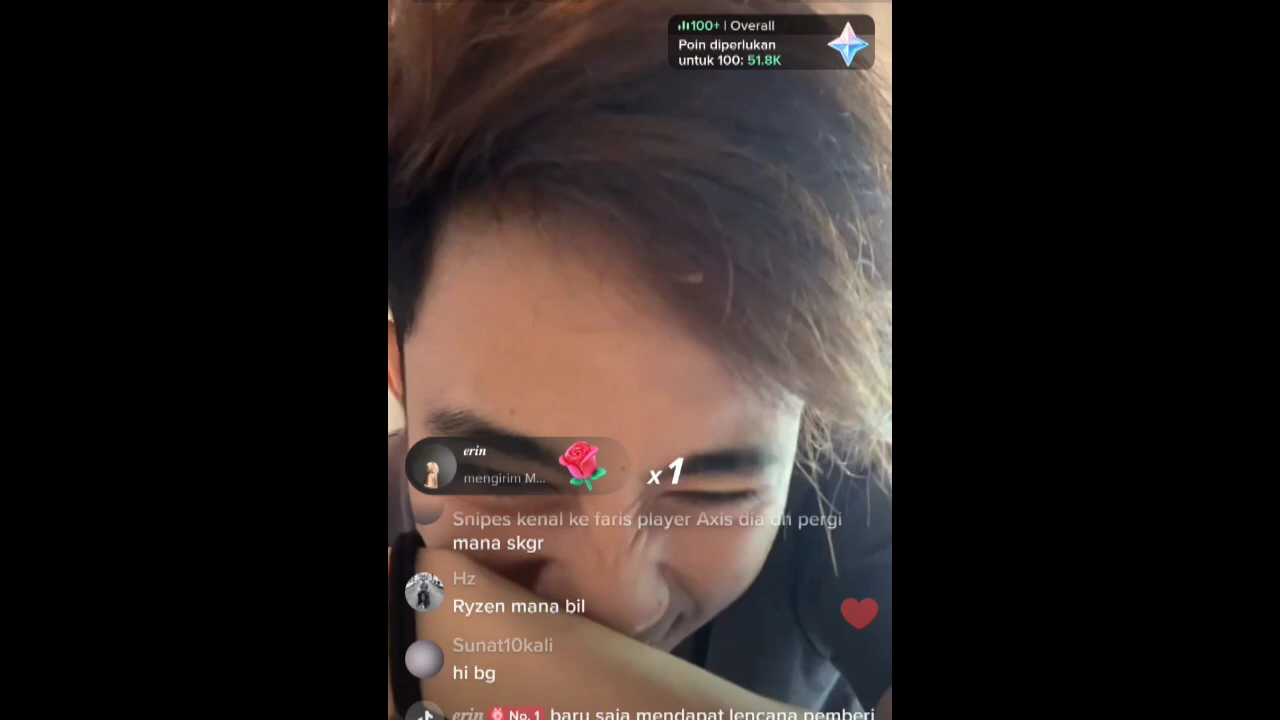 100+ | Overall
Poin diperlukan
untuk 100: 51.8K
erin
mengirim M...
x1
Snipes kenal ke faris player Axis dia dh pergi
mana skgr
Hz
Ryzen mana bil
Sunat10kali
hi bg
erin No. 1 baru saja mendapat lencana pemberi